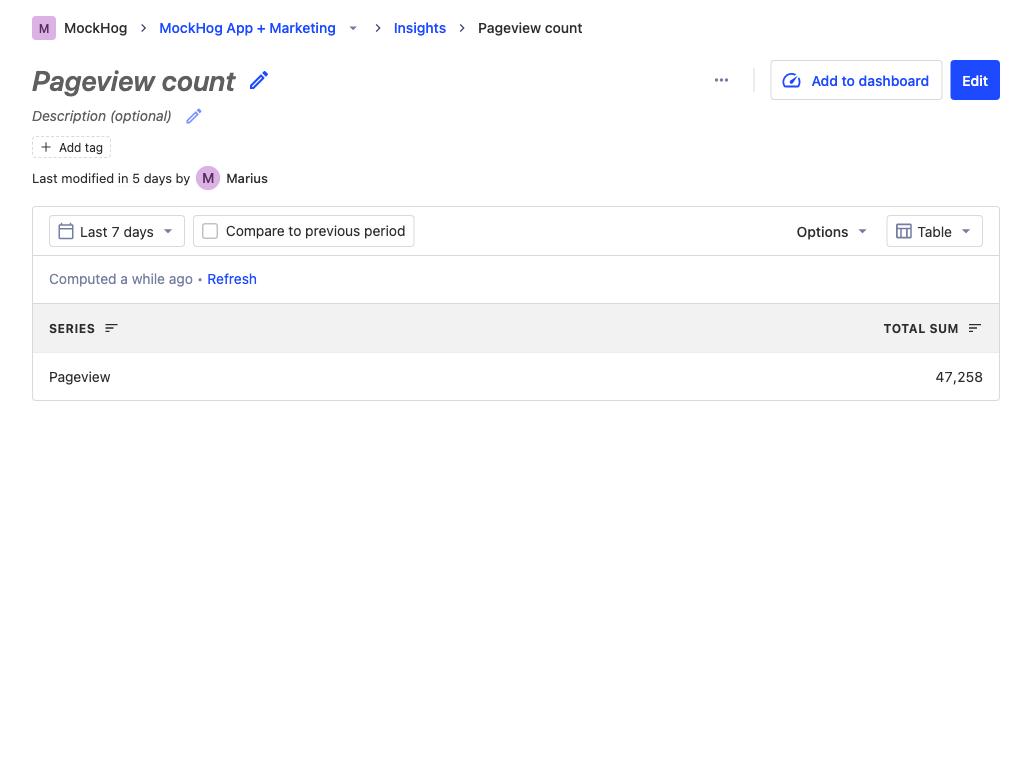 M MockHog MockHog App + Marketing Insights Pageview count
Pageview count
Add to dashboard Edit
Description (optional)
Add tag
Last modified in 5 days by M Marius
Last 7 days Compare to previous period Options Table
Computed a while ago • Refresh
SERIES TOTAL SUM
Pageview 47,258